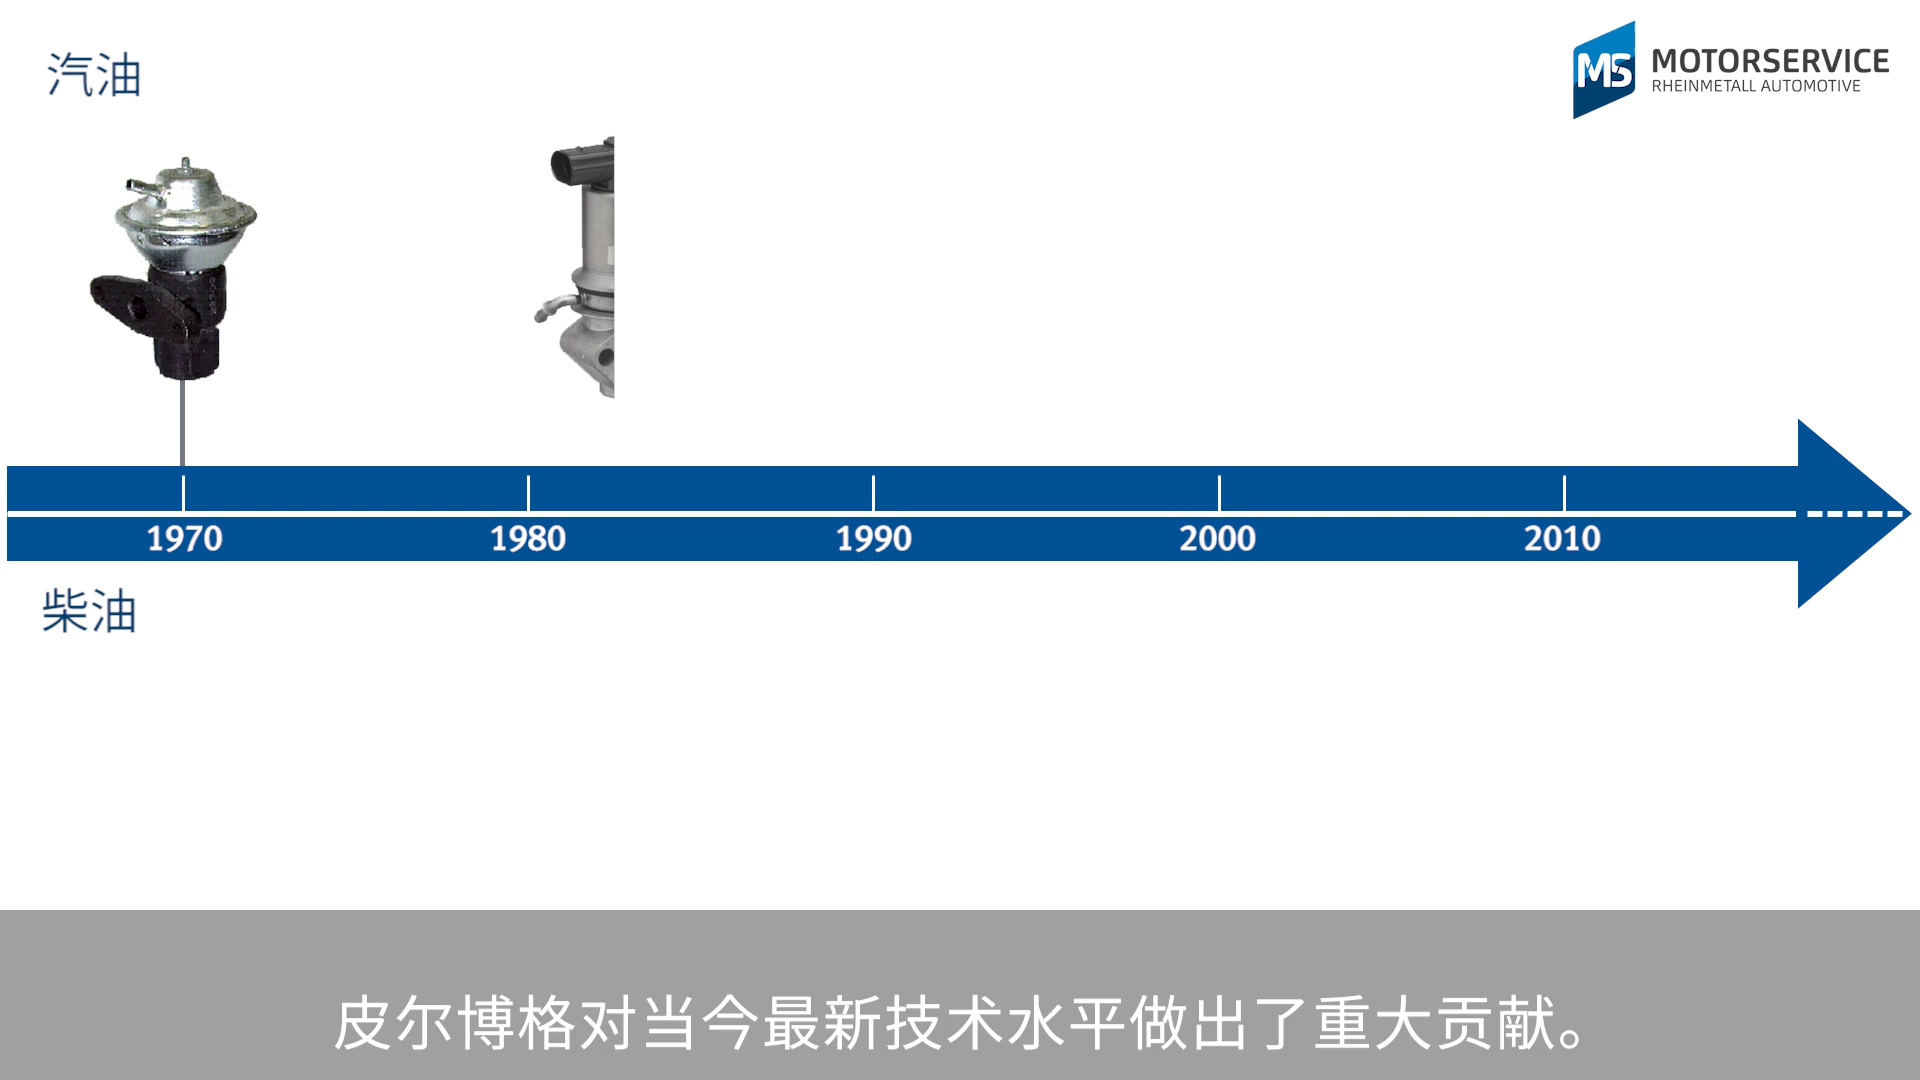 汽油
MS MOTORSERVICE
RHEINMETALL AUTOMOTIVE
1970 1980 1990 2000 2010
柴油
皮尔博格对当今最新技术水平做出了重大贡献。